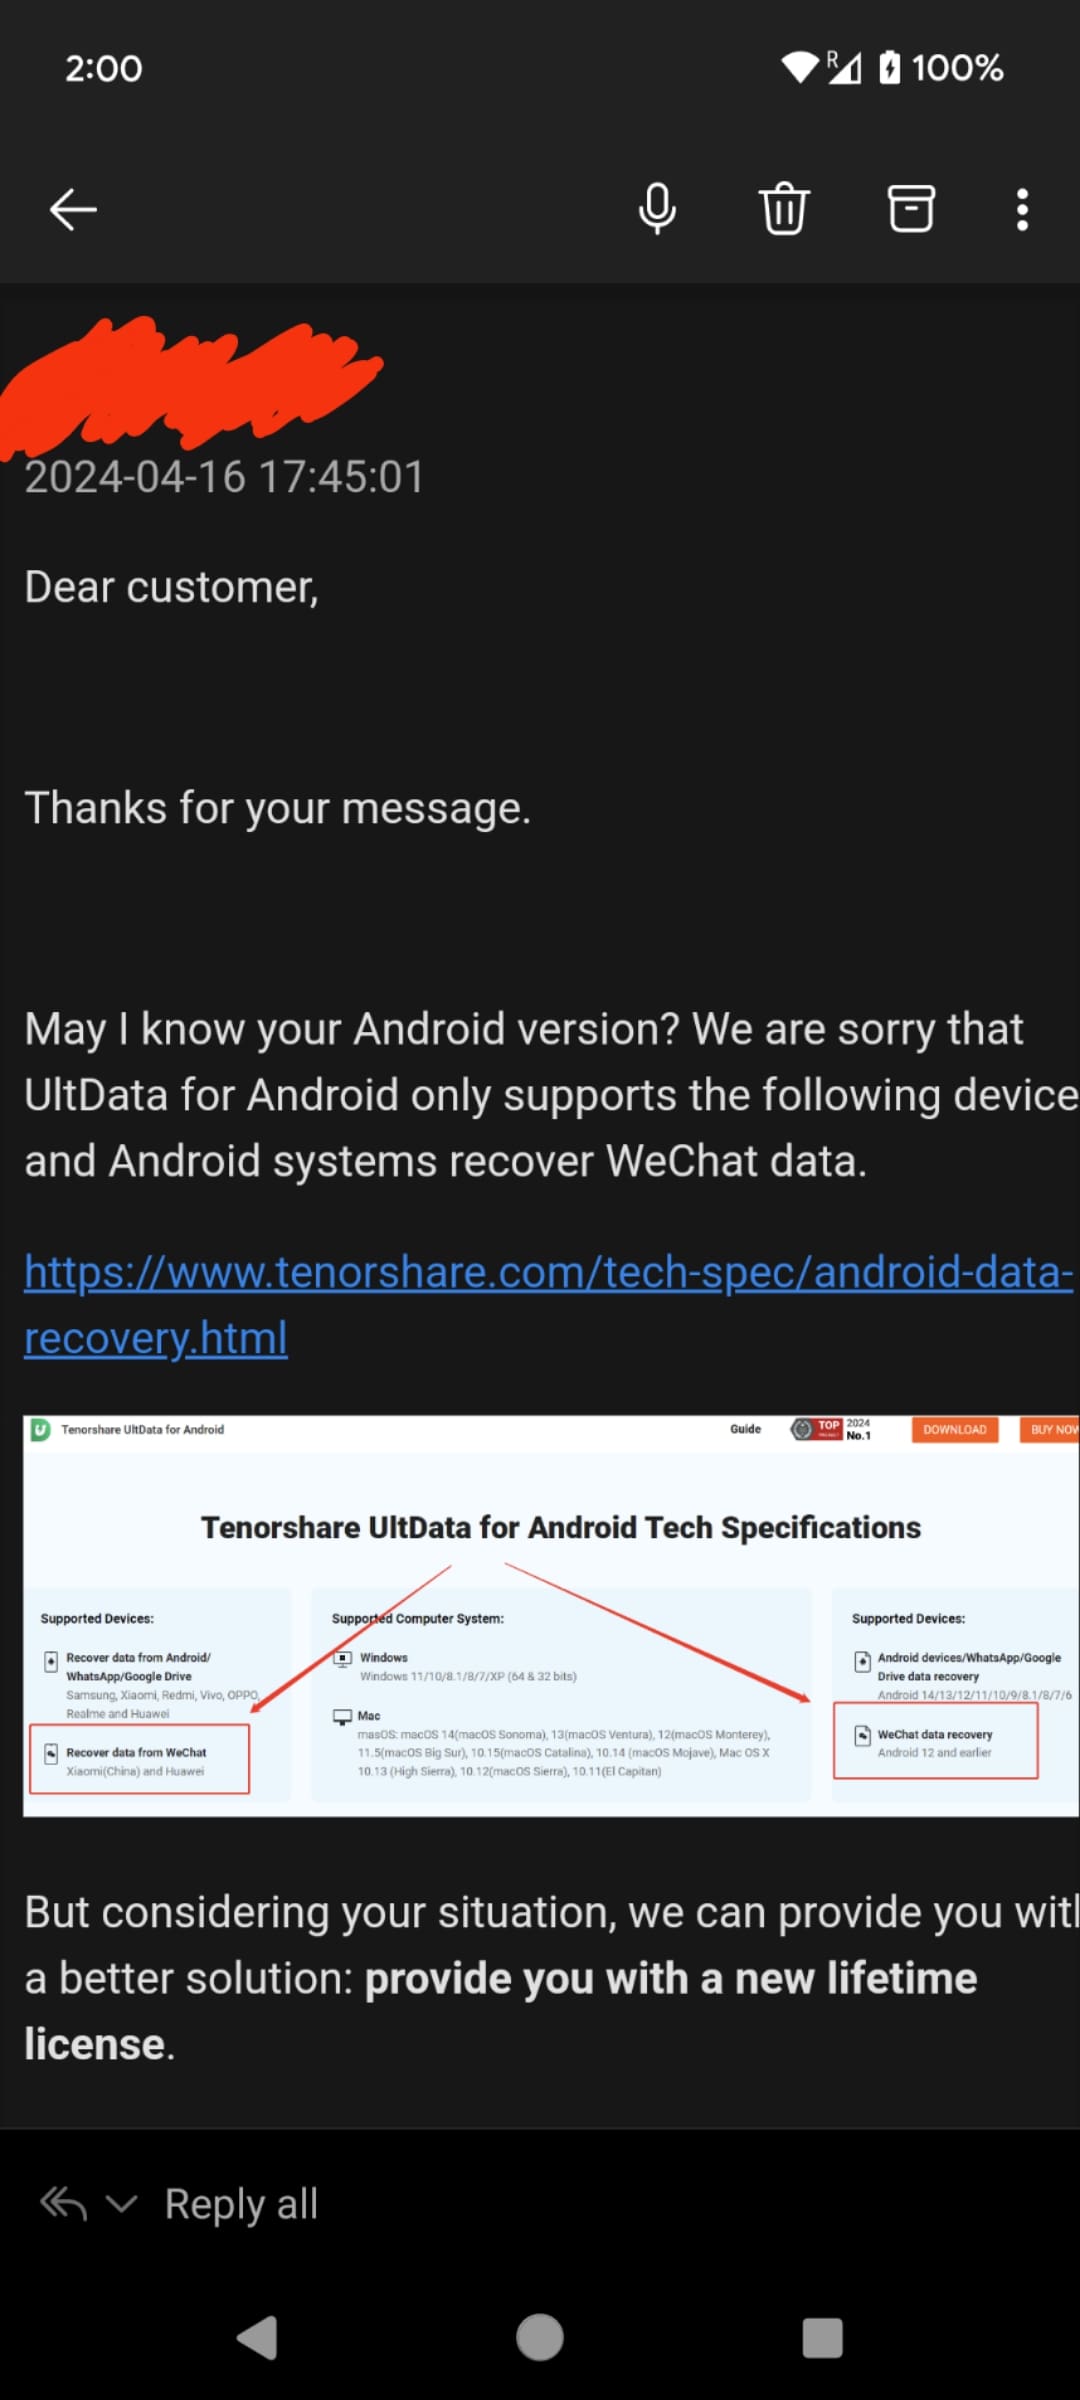 2:00
R
100%
2024-04-16 17:45:01
Dear customer,
Thanks for your message.
May I know your Android version? We are sorry that
UltData for Android only supports the following device
and Android systems recover WeChat data.
https://www.tenorshare.com/tech-spec/android-data-
recovery.html
Tenorshare UltData for Android
Guide
TOP
2024
No.1
DOWNLOAD
BUY NOW
Tenorshare UltData for Android Tech Specifications
Supported Devices:
Recover data from Android/
WhatsApp/Google Drive
Samsung, Xiaomi, Redmi, Vivo, OPPO,
Realme and Huawei
Recover data from WeChat
Xiaomi(China) and Huawei
Supported Computer System:
Windows
Windows 11/10/8.1/8/7/XP (64 & 32 bits)
Mac
masOS: macOS 14(macOS Sonoma), 13(macOS Ventura), 12(macOS Monterey),
11.5(macOS Big Sur), 10.15(macOS Catalina), 10.14 (macOS Mojave), Mac OS X
10.13 (High Sierra), 10.12(macOS Sierra), 10.11(El Capitan)
Supported Devices:
Android devices/WhatsApp/Google
Drive data recovery
Android 14/13/12/11/10/9/8.1/8/7/6
WeChat data recovery
Android 12 and earlier
But considering your situation, we can provide you with
a better solution: provide you with a new lifetime
license.
Reply all